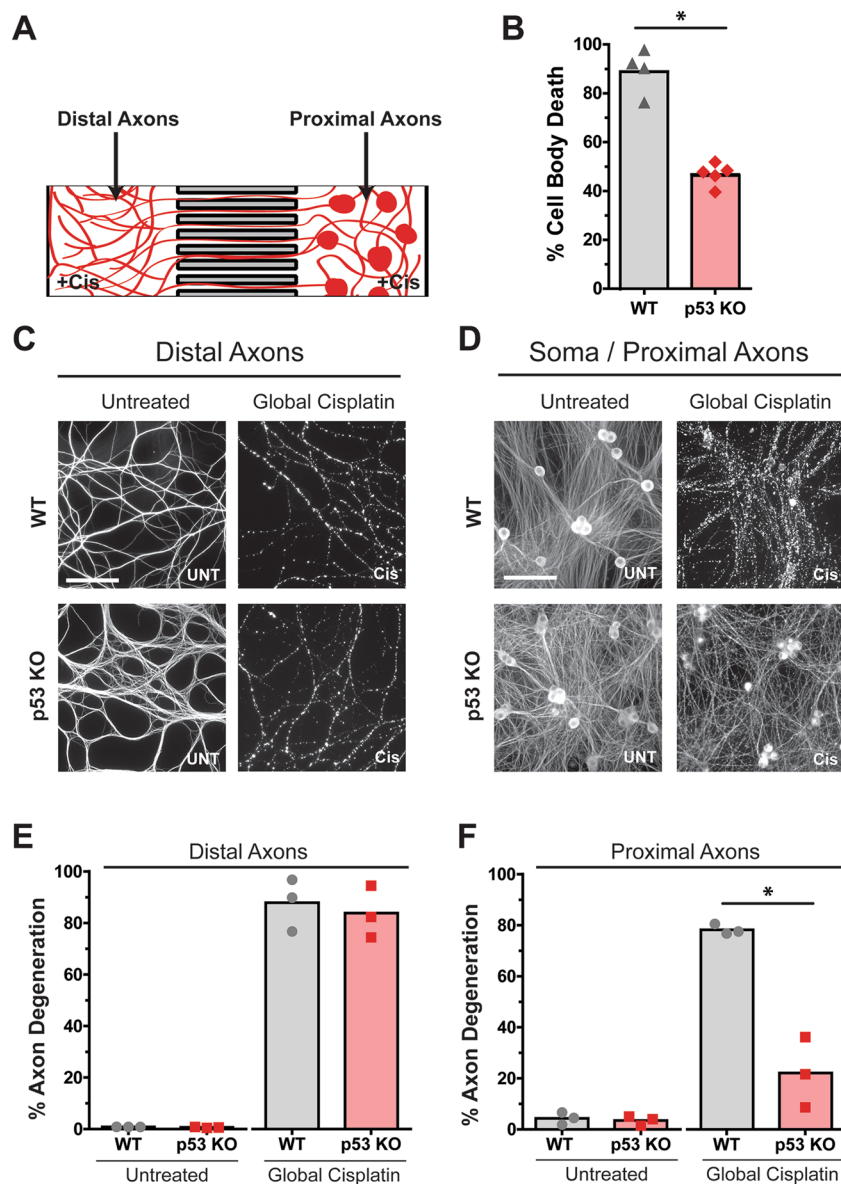 A
Distal Axons
Proximal Axons
+Cis
+Cis
B
% Cell Body Death
100
80
60
40
20
0
*
WT
p53 KO
C
Distal Axons
Untreated
Global Cisplatin
WT
UNT
Cis
p53 KO
UNT
Cis
D
Soma / Proximal Axons
Untreated
Global Cisplatin
WT
UNT
Cis
p53 KO
UNT
Cis
E
Distal Axons
% Axon Degeneration
100
80
60
40
20
0
WT
p53 KO
WT
p53 KO
Untreated
Global Cisplatin
F
Proximal Axons
% Axon Degeneration
100
80
60
40
20
0
*
WT
p53 KO
WT
p53 KO
Untreated
Global Cisplatin